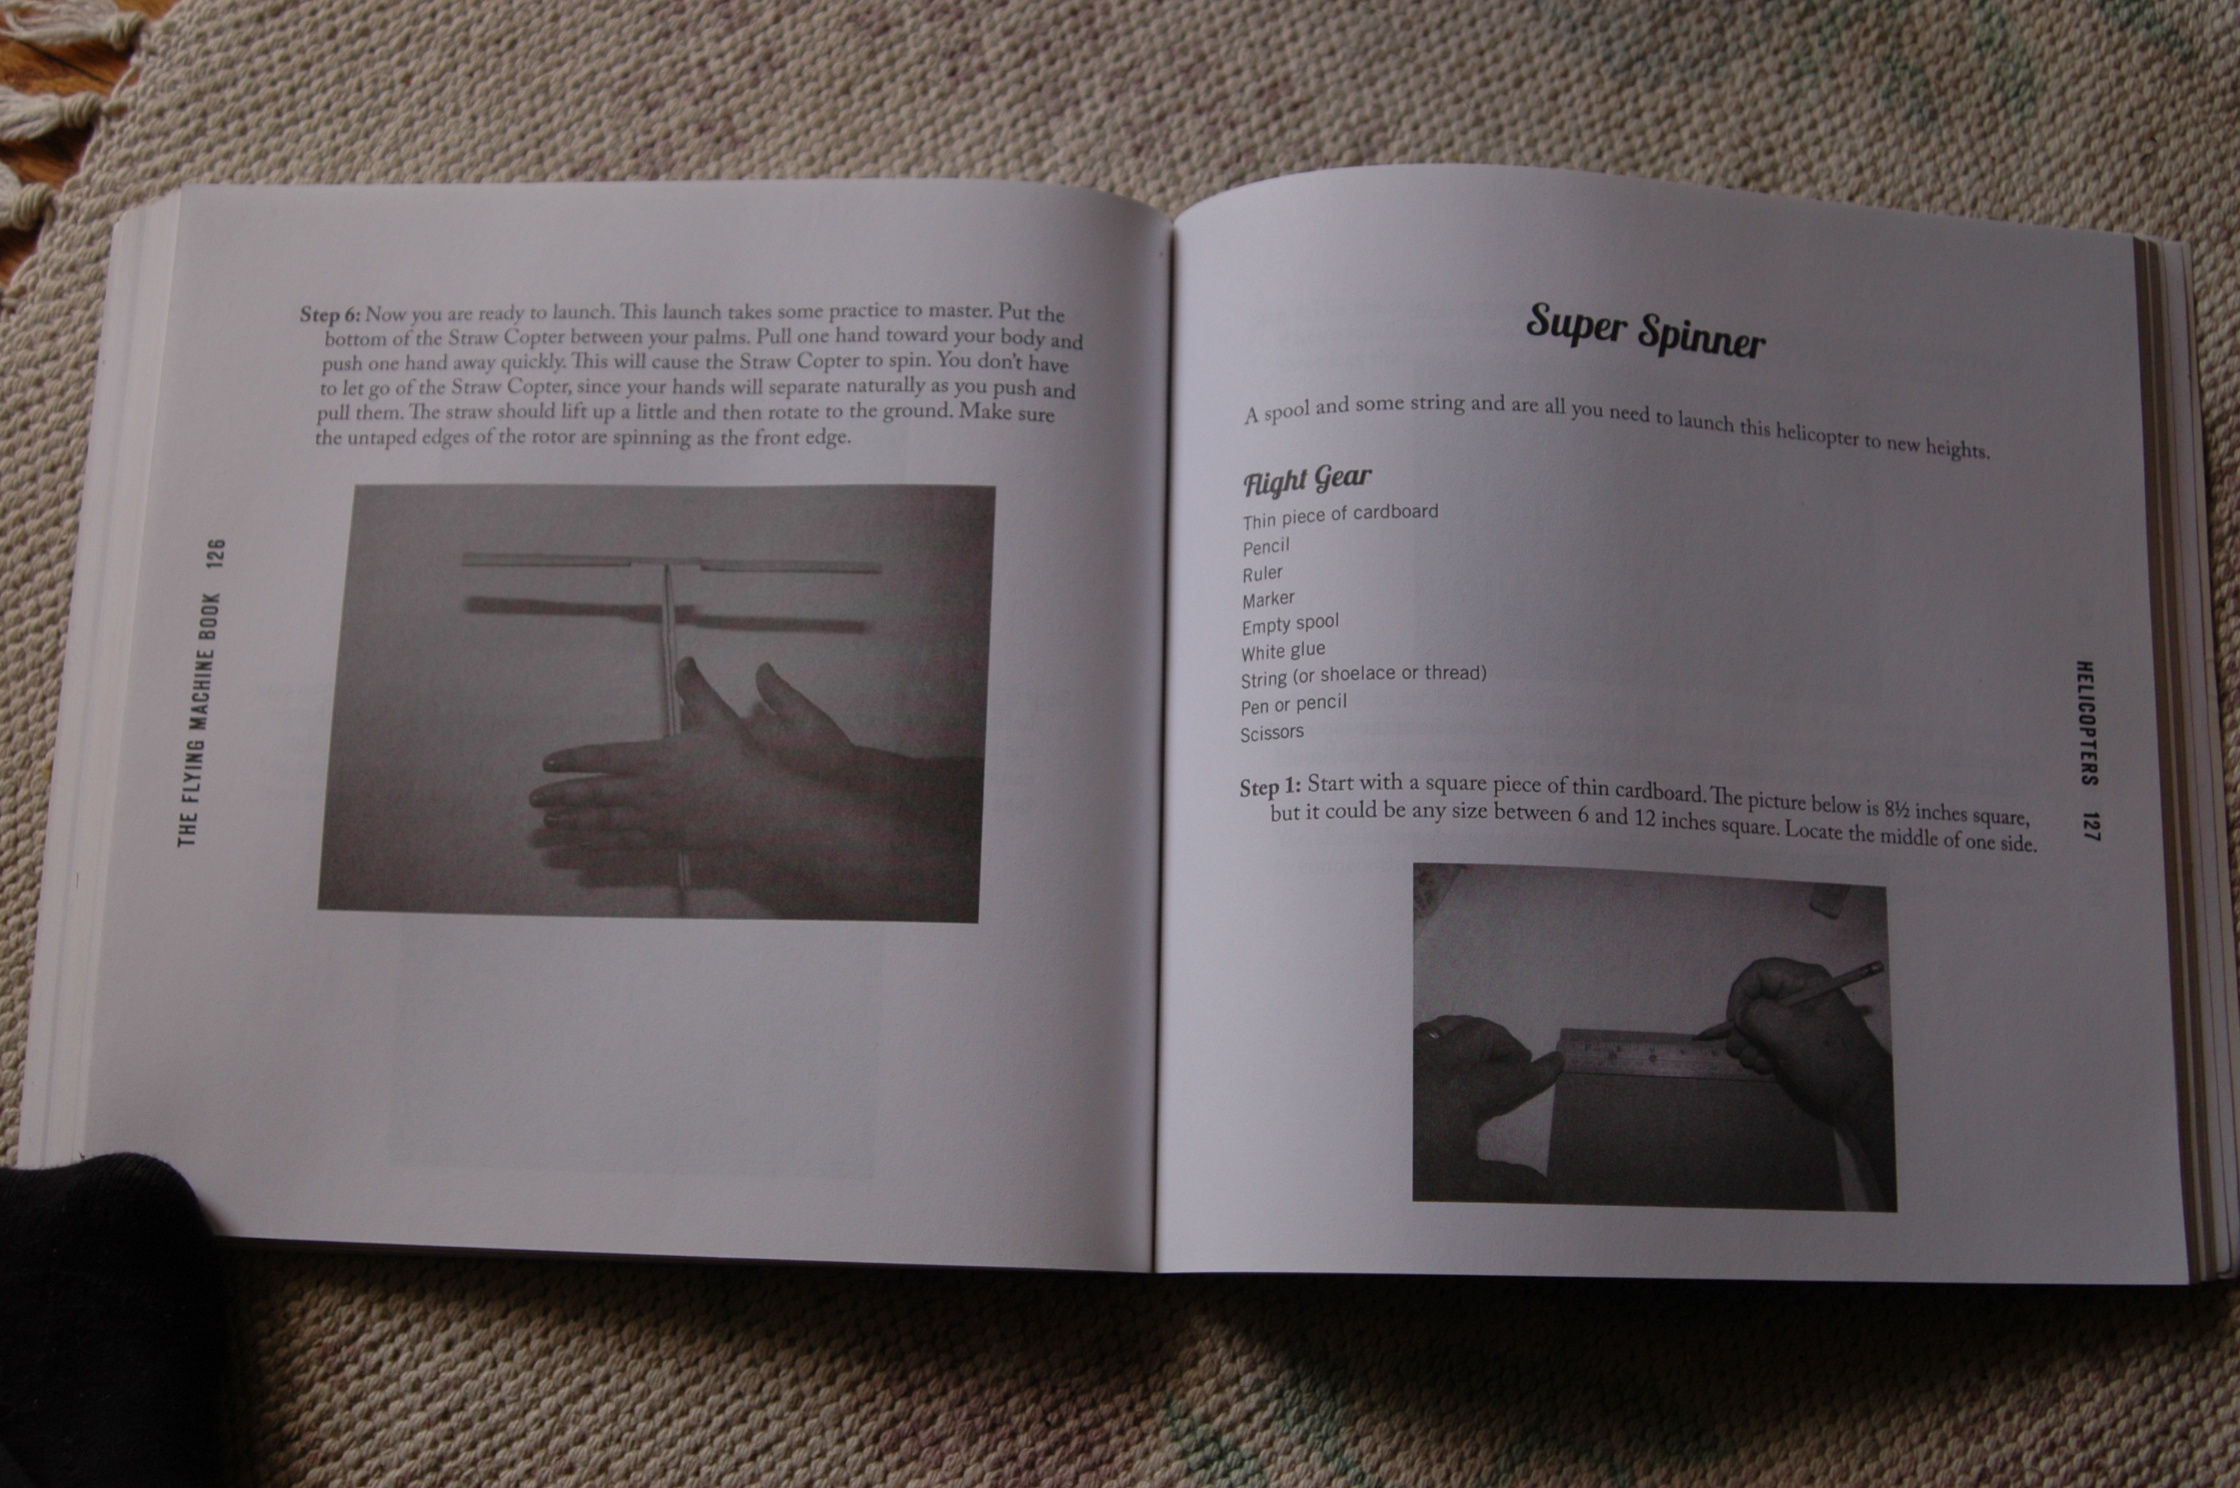 Step 6: Now you are ready to launch. This launch takes some practice to master. Put the
bottom of the Straw Copter between your palms. Pull one hand toward your body and
push one hand away quickly. This will cause the Straw Copter to spin. You don't have
to let go of the Straw Copter, since your hands will separate naturally as you push and
pull them. The straw should lift up a little and then rotate to the ground. Make sure
the untaped edges of the rotor are spinning as the front edge.
THE FLYING MACHINE BOOK 126
Super Spinner
A spool and some string and are all you need to launch this helicopter to new heights.
Flight Gear
Thin piece of cardboard
Pencil
Ruler
Marker
Empty spool
White glue
String (or shoelace or thread)
Pen or pencil
Scissors
Step 1: Start with a square piece of thin cardboard. The picture below is 8½ inches square,
but it could be any size between 6 and 12 inches square. Locate the middle of one side.
HELICOPTERS 127